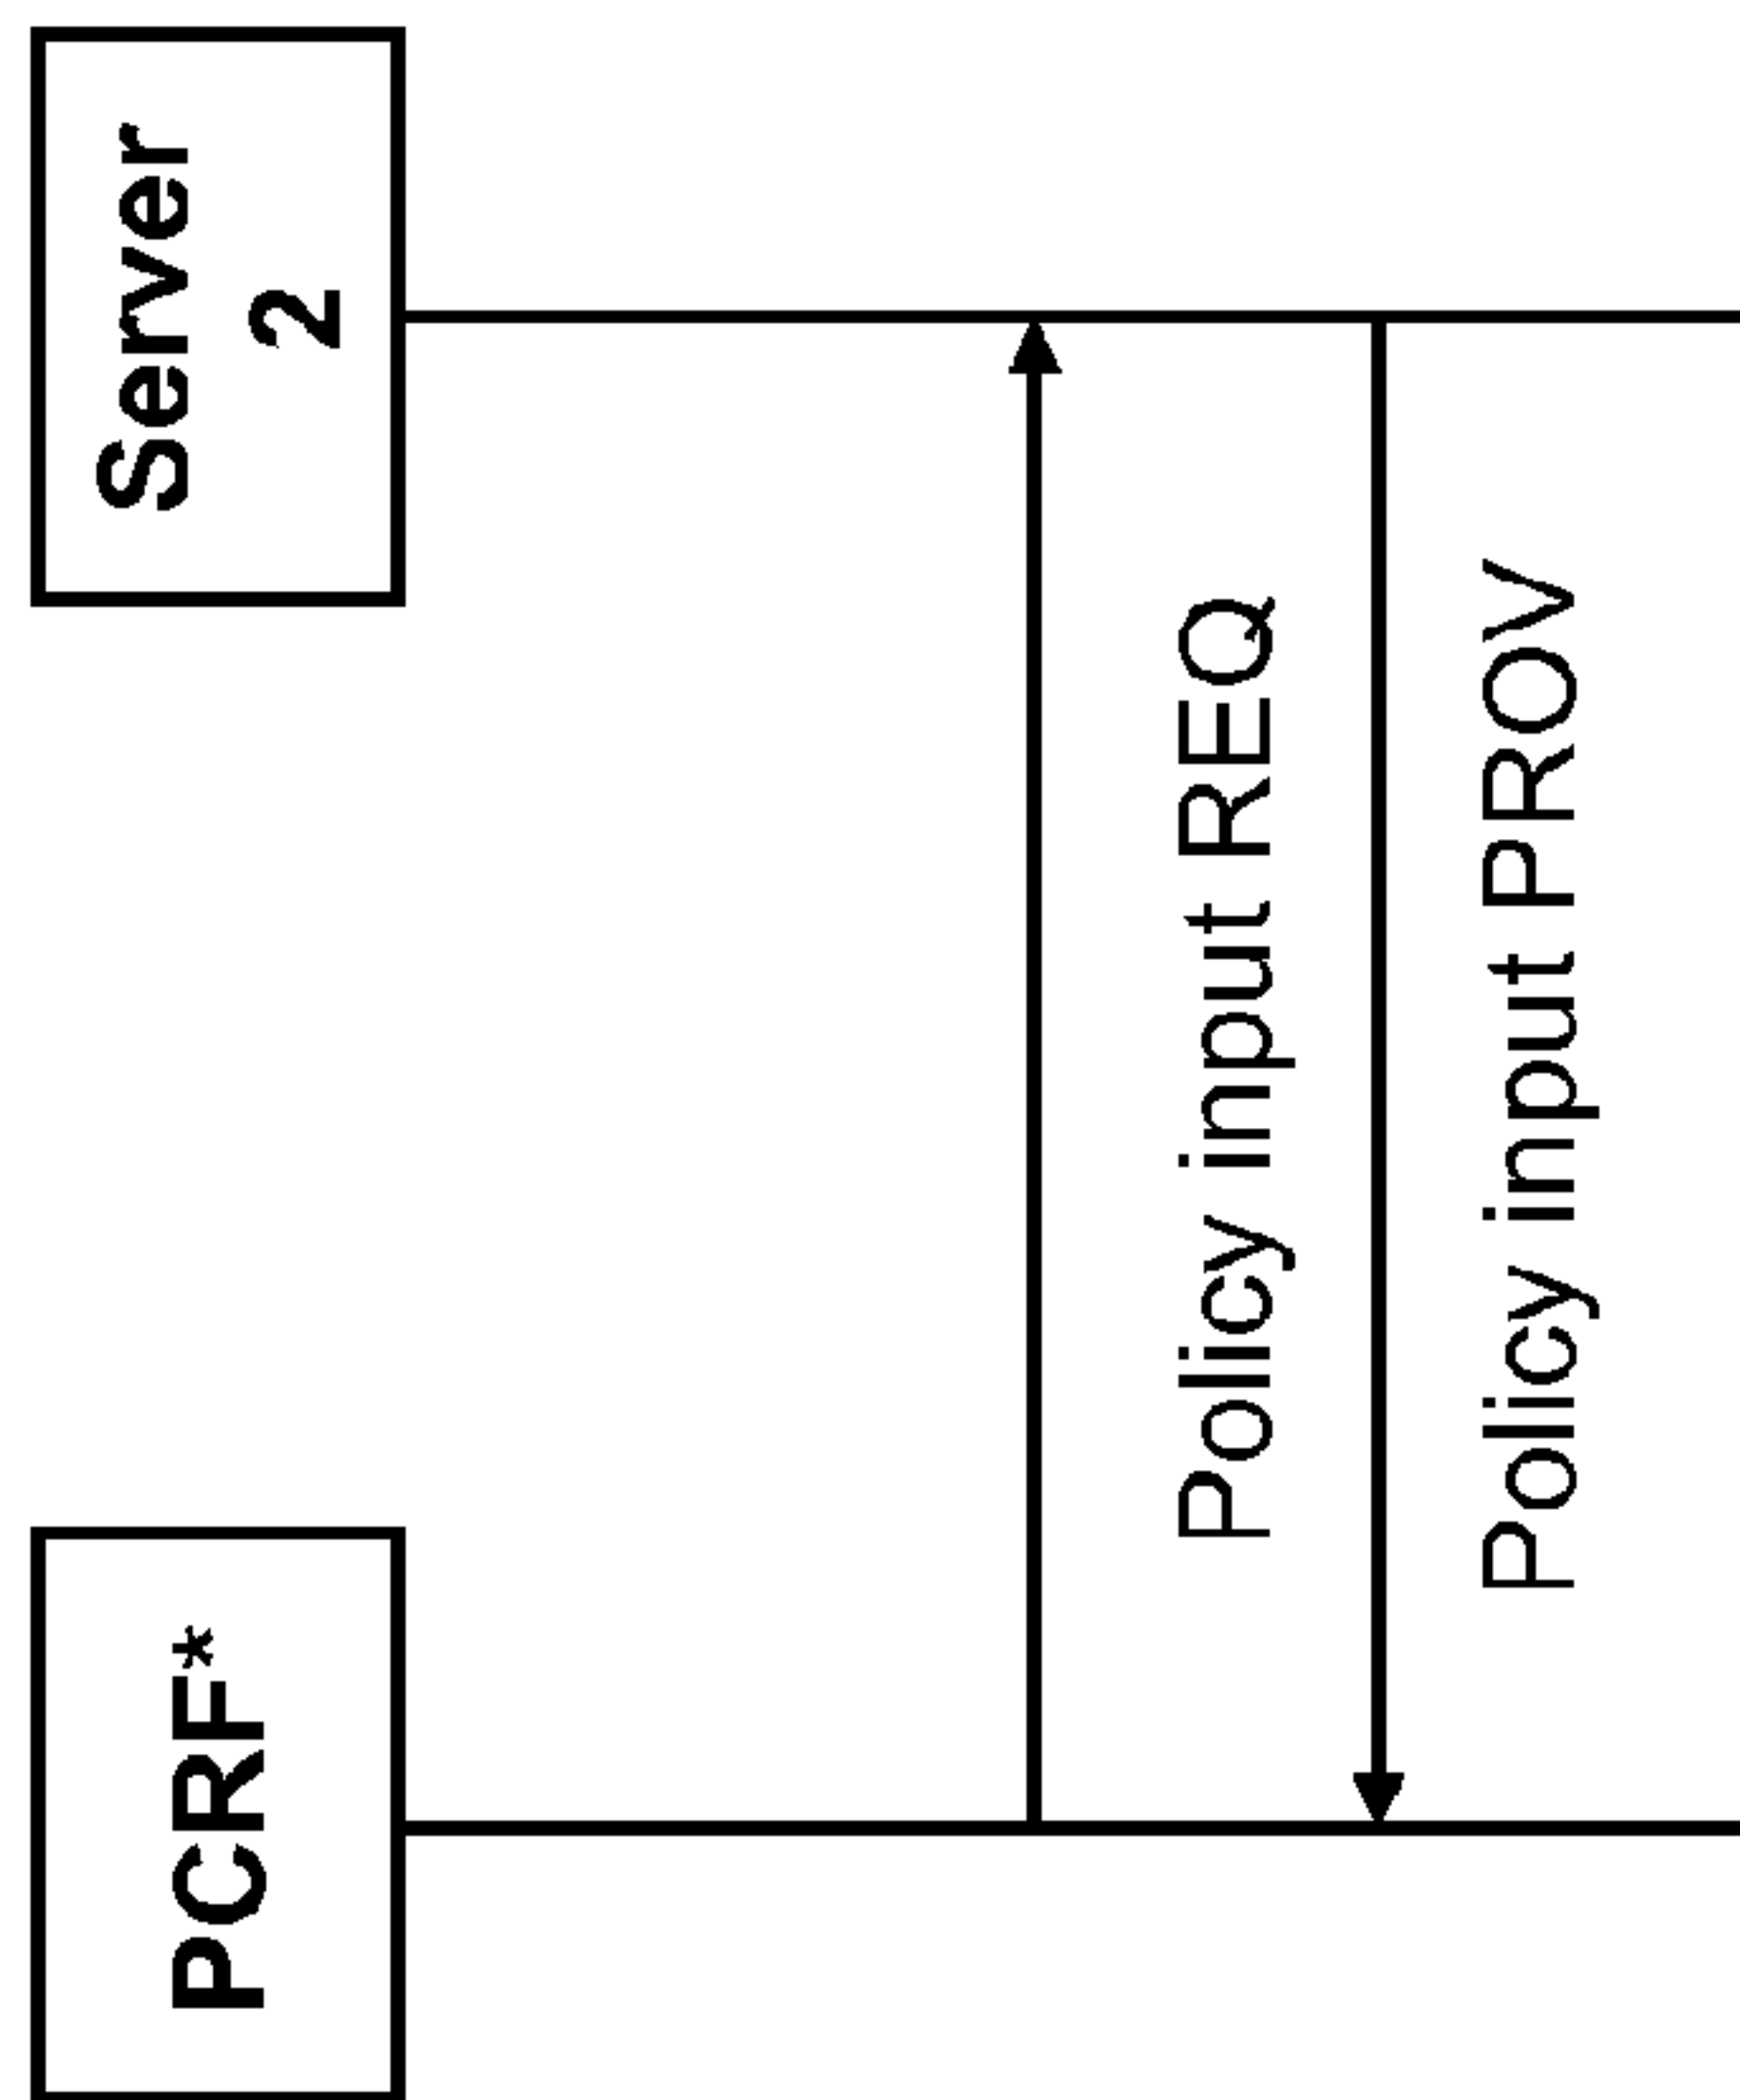 PCRF*
Server
2
Policy input REQ
Policy input PROV